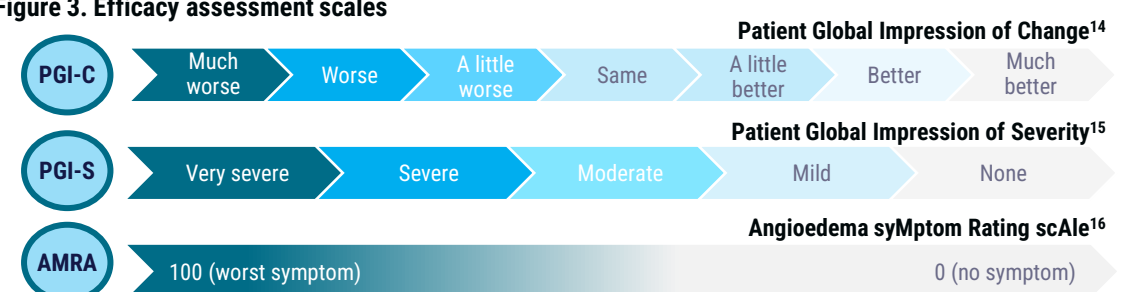 Figure 3. Efficacy assessment scales
Patient Global Impression of Change¹⁴
PGI-C
Much worse
Worse
A little worse
Same
A little better
Better
Much better
Patient Global Impression of Severity¹⁵
PGI-S
Very severe
Severe
Moderate
Mild
None
Angioedema syMptom Rating scAle¹⁶
AMRA
100 (worst symptom)
0 (no symptom)